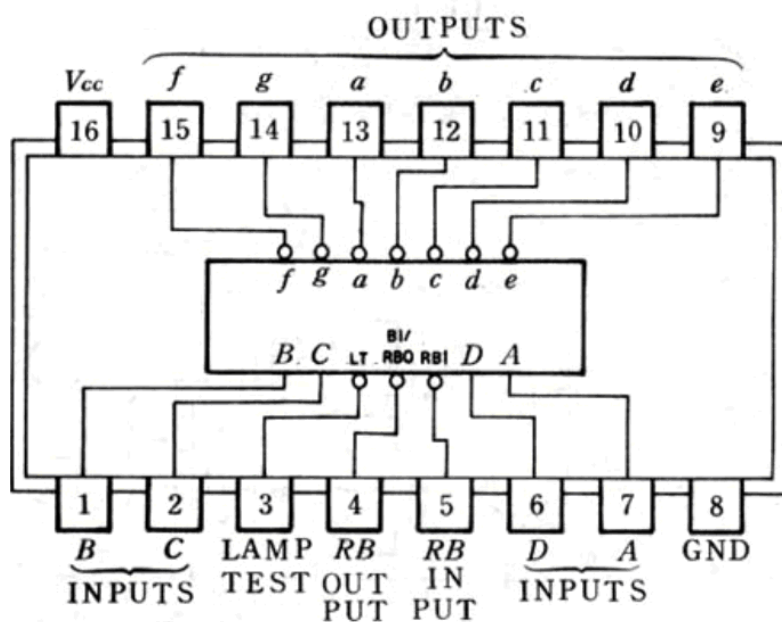 OUTPUTS
Vcc f g a b c d e
16 15 14 13 12 11 10 9
f g a b c d e
BI/
B C LT RBO RBI D A
1 2 3 4 5 6 7 8
B C LAMP RB RB D A GND
INPUTS TEST OUT IN INPUTS
PUT PUT